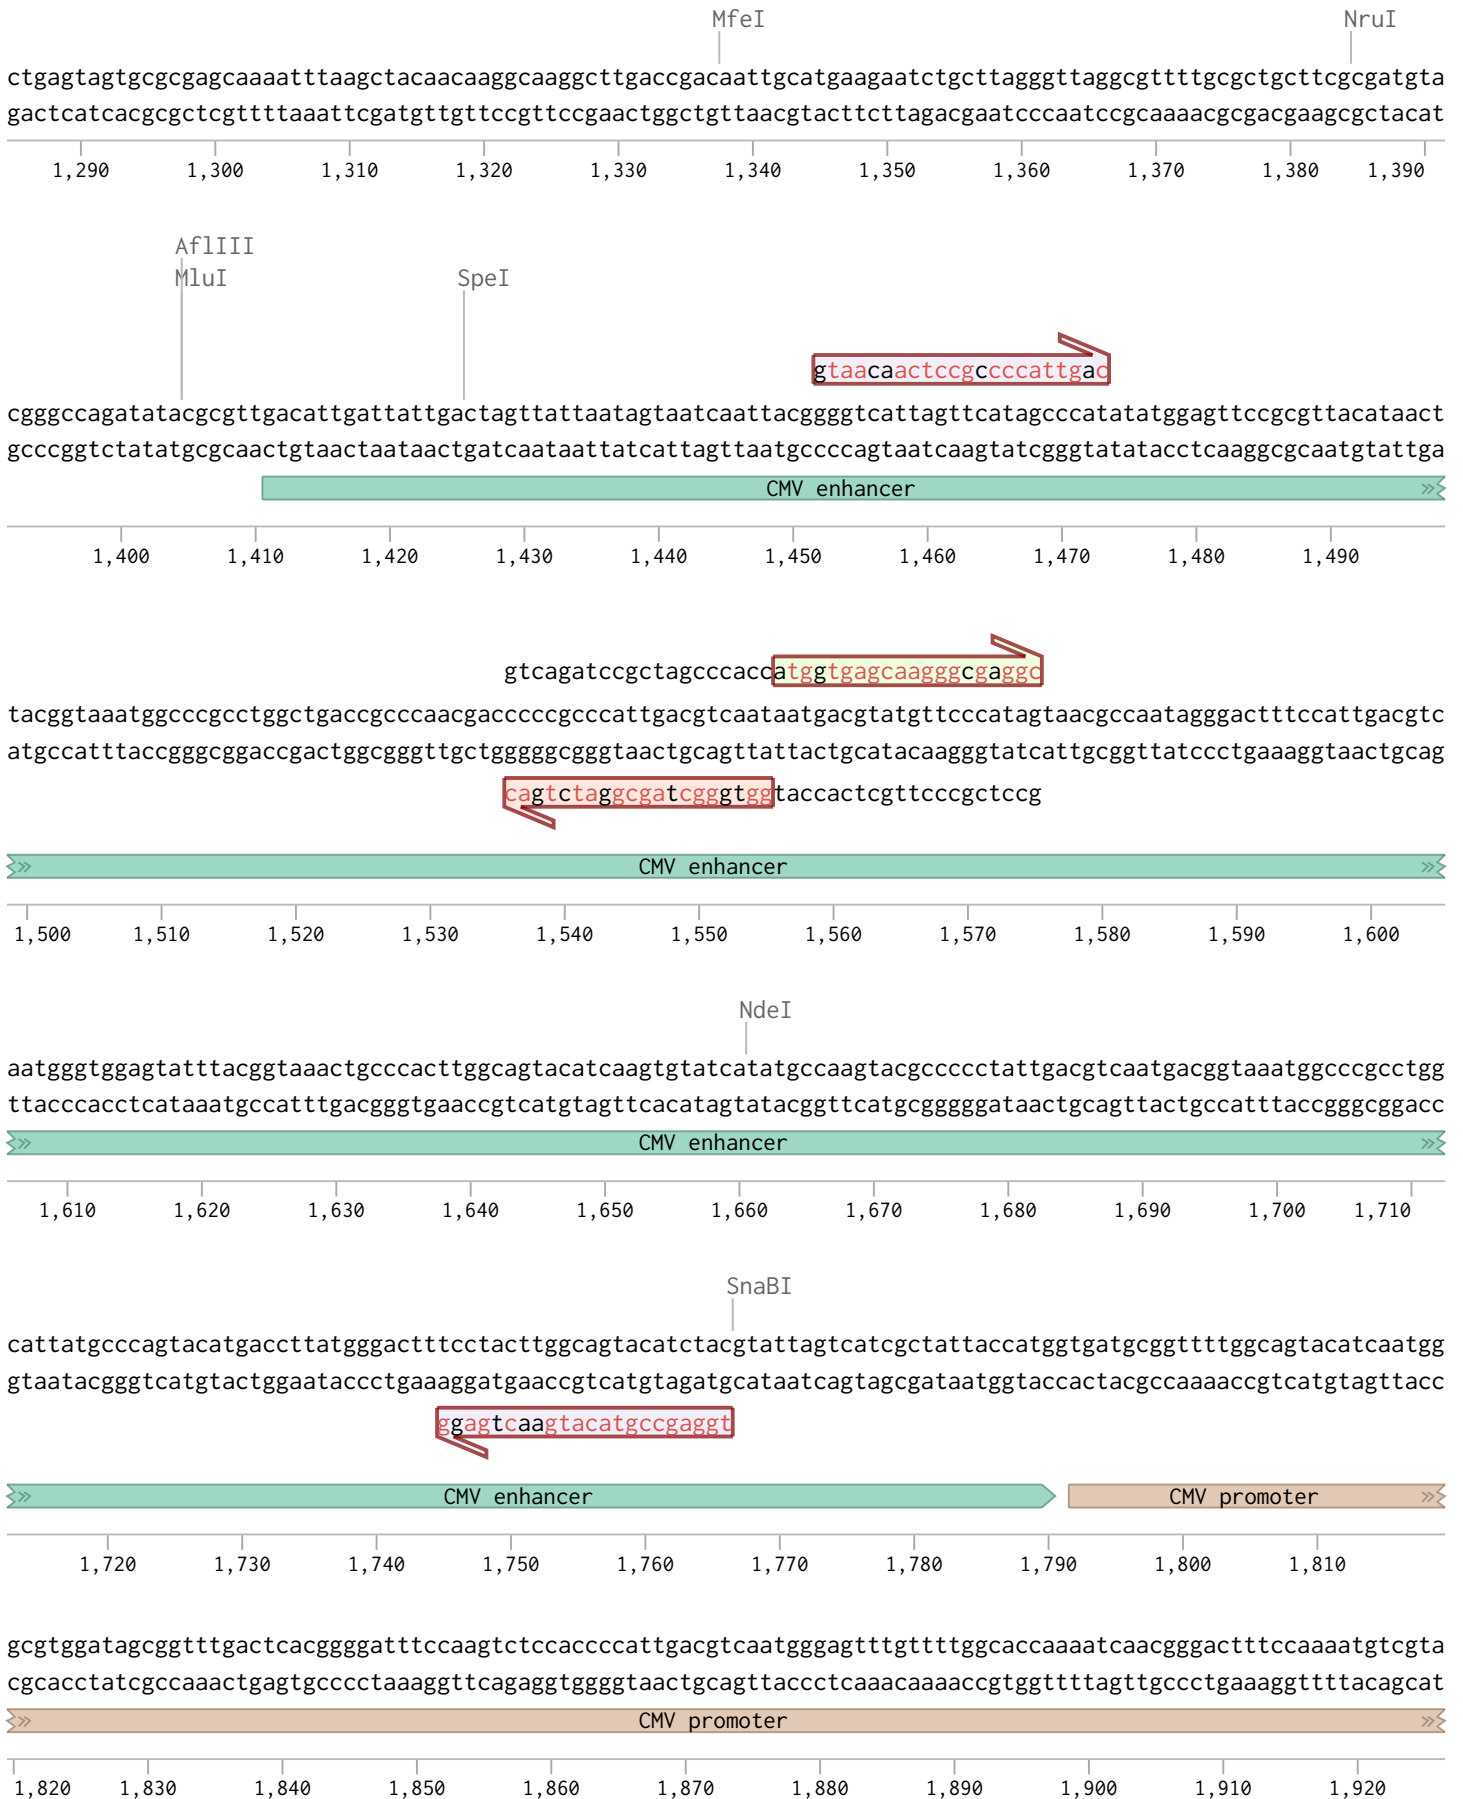 MfeI NruI
ctgagtagtgcgcgagcaaaatttaagctacaacaaggcaaggcttgaccgacaattgcatgaagaatctgcttagggttaggcgttttgcgctgcttcgcgatgta
gactcatcacgcgctcgttttaaattcgatgttgttccgttccgaactggctgttaacgtacttcttagacgaatcccaatccgcaaaacgcgacgaagcgctacat
1,290 1,300 1,310 1,320 1,330 1,340 1,350 1,360 1,370 1,380 1,390
AflIII
MluI SpeI
gtaacaactccgccccattgac
cgggccagatatacgcgttgacattgattattgactagttattaatagtaatcaattacggggtcattagttcatagcccatatatggagttccgcgttacataact
gcccggtctatatgcgcaactgtaactaataactgatcaataattatcattagttaatgccccagtaatcaagtatcgggtatatacctcaaggcgcaatgtattga
CMV enhancer
1,400 1,410 1,420 1,430 1,440 1,450 1,460 1,470 1,480 1,490
gtcagatccgctagcccaccatggtgagcaagggcgaggc
tacggtaaatggcccgcctggctgaccgcccaacgacccccgcccattgacgtcaataatgacgtatgttcccatagtaacgccaatagggactttccattgacgtc
atgccatttaccgggcggaccgactggcgggttgctgggggcgggtaactgcagttattactgcatacaagggtatcattgcggttatccctgaaaggtaactgcag
cagtctaggcgatcgggtggtaccactcgttcccgctccg
CMV enhancer
1,500 1,510 1,520 1,530 1,540 1,550 1,560 1,570 1,580 1,590 1,600
NdeI
aatgggtggagtatttacggtaaactgcccacttggcagtacatcaagtgtatcatatgccaagtacgccccctattgacgtcaatgacggtaaatggcccgcctgg
ttacccacctcataaatgccatttgacgggtgaaccgtcatgtagttcacatagtatacggttcatgcgggggataactgcagttactgccatttaccgggcggacc
CMV enhancer
1,610 1,620 1,630 1,640 1,650 1,660 1,670 1,680 1,690 1,700 1,710
SnaBI
cattatgcccagtacatgaccttatgggactttcctacttggcagtacatctacgtattagtcatcgctattaccatggtgatgcggttttggcagtacatcaatgg
gtaatacgggtcatgtactggaataccctgaaaggatgaaccgtcatgtagatgcataatcagtagcgataatggtaccactacgccaaaaccgtcatgtagttacc
ggagtcaagtacatgccgaggt
CMV enhancer CMV promoter
1,720 1,730 1,740 1,750 1,760 1,770 1,780 1,790 1,800 1,810
gcgtggatagcggtttgactcacggggatttccaagtctccaccccattgacgtcaatgggagtttgttttggcaccaaaatcaacgggactttccaaaatgtcgta
cgcacctatcgccaaactgagtgcccctaaaggttcagaggtggggtaactgcagttaccctcaaacaaaaccgtggttttagttgccctgaaaggttttacagcat
CMV promoter
1,820 1,830 1,840 1,850 1,860 1,870 1,880 1,890 1,900 1,910 1,920